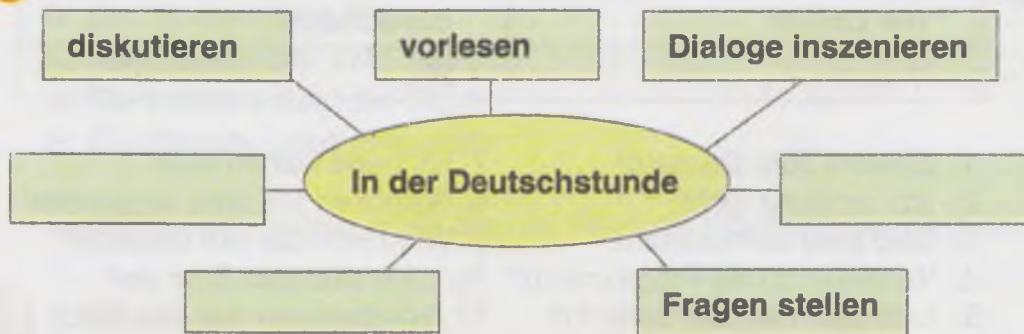 diskutieren
vorlesen
Dialoge inszenieren
In der Deutschstunde
Fragen stellen